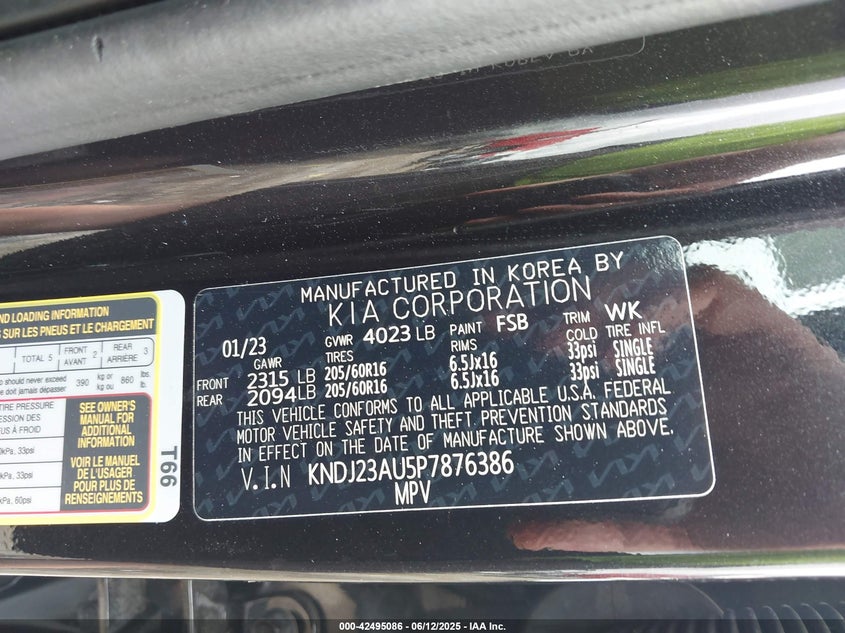 MANUFACTURED IN KOREA BY
KIA CORPORATION
01/23 GVWR 4023 LB PAINT FSB TRIM WK
GAWR TIRES RIMS COLD TIRE INFL
FRONT 2315 LB 205/60R16 6.5Jx16 33psi SINGLE
REAR 2094 LB 205/60R16 6.5Jx16 33psi SINGLE
THIS VEHICLE CONFORMS TO ALL APPLICABLE U.S.A. FEDERAL
MOTOR VEHICLE SAFETY AND THEFT PREVENTION STANDARDS
IN EFFECT ON THE DATE OF MANUFACTURE SHOWN ABOVE.
V.I.N KNDJ23AU5P7876386
MPV
LOADING INFORMATION
SUR LES PNEUS ET LE CHARGEMENT
TOTAL 5 FRONT AVANT 2 REAR ARRIÈRE 3
should never exceed 390 kg or 860 lbs.
doit jamais dépasser kg ou lb.
TIRE PRESSURE
DES
À FROID
kPa, 33psi
kPa, 33psi
kPa, 60psi
SEE OWNER'S
MANUAL FOR
ADDITIONAL
INFORMATION
VOIR LE MANUEL
DE L'USAGER
POUR PLUS DE
RENSEIGNEMENTS
T66
000-42495086 - 06/12/2025 - IAA Inc.